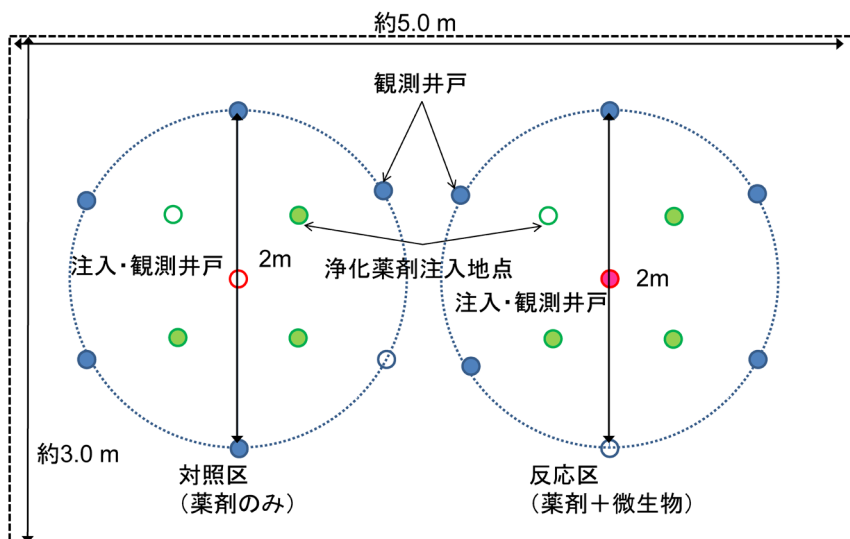 約5.0 m
観測井戸
注入・観測井戸
2m
浄化薬剤注入地点
注入・観測井戸
2m
約3.0 m
対照区
（薬剤のみ）
反応区
（薬剤＋微生物）